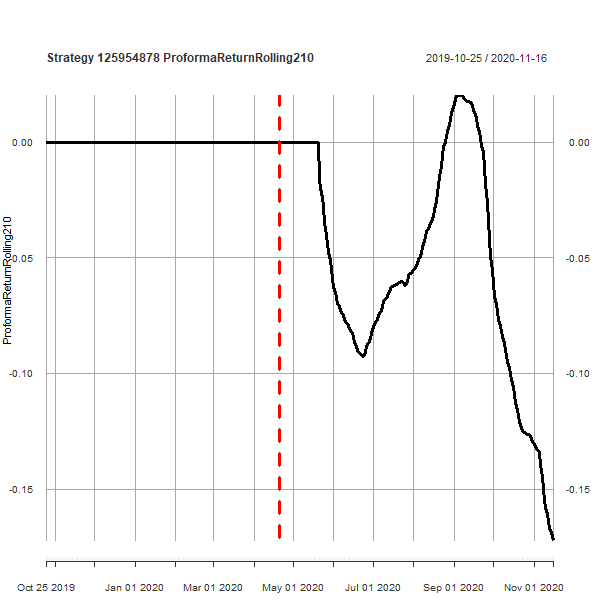 Strategy 125954878 ProformaReturnRolling210
2019-10-25 / 2020-11-16
ProformaReturnRolling210
0.00
-0.05
-0.10
-0.15
0.00
-0.05
-0.10
-0.15
Oct 25 2019
Jan 01 2020
Mar 01 2020
May 01 2020
Jul 01 2020
Sep 01 2020
Nov 01 2020